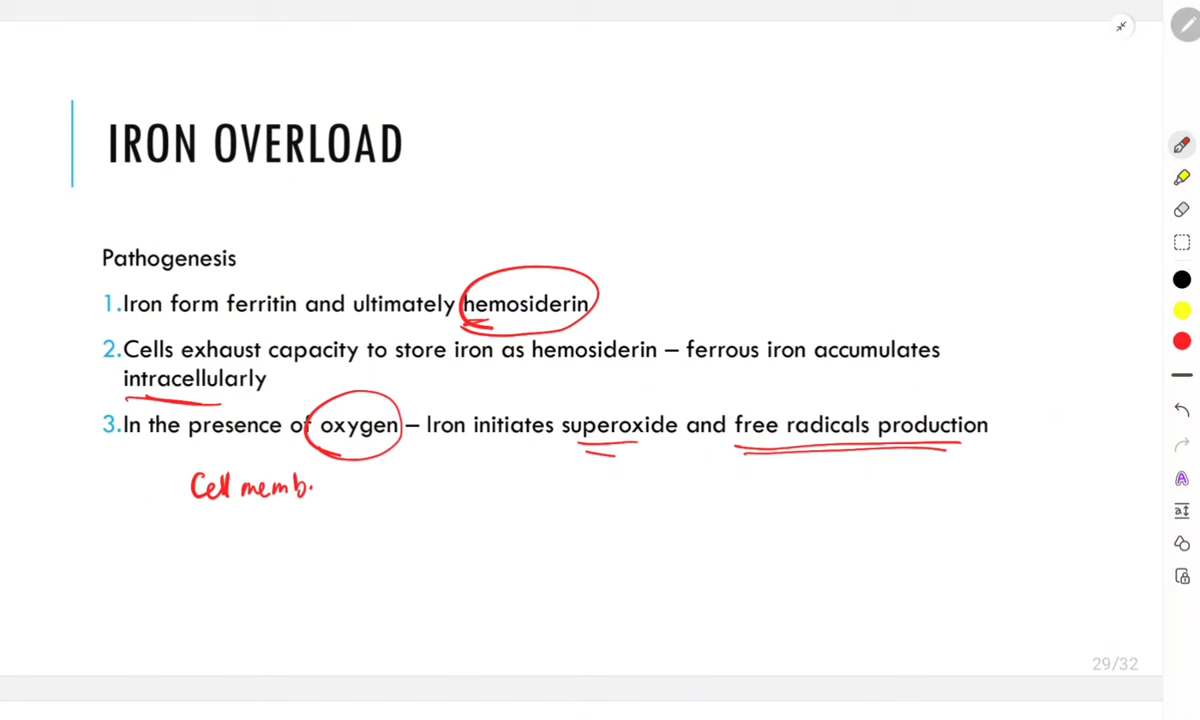 IRON OVERLOAD
Pathogenesis
1.Iron form ferritin and ultimately hemosiderin
2.Cells exhaust capacity to store iron as hemosiderin – ferrous iron accumulates
intracellularly
3.In the presence of oxygen – Iron initiates superoxide and free radicals production
Cell memb.
29/32